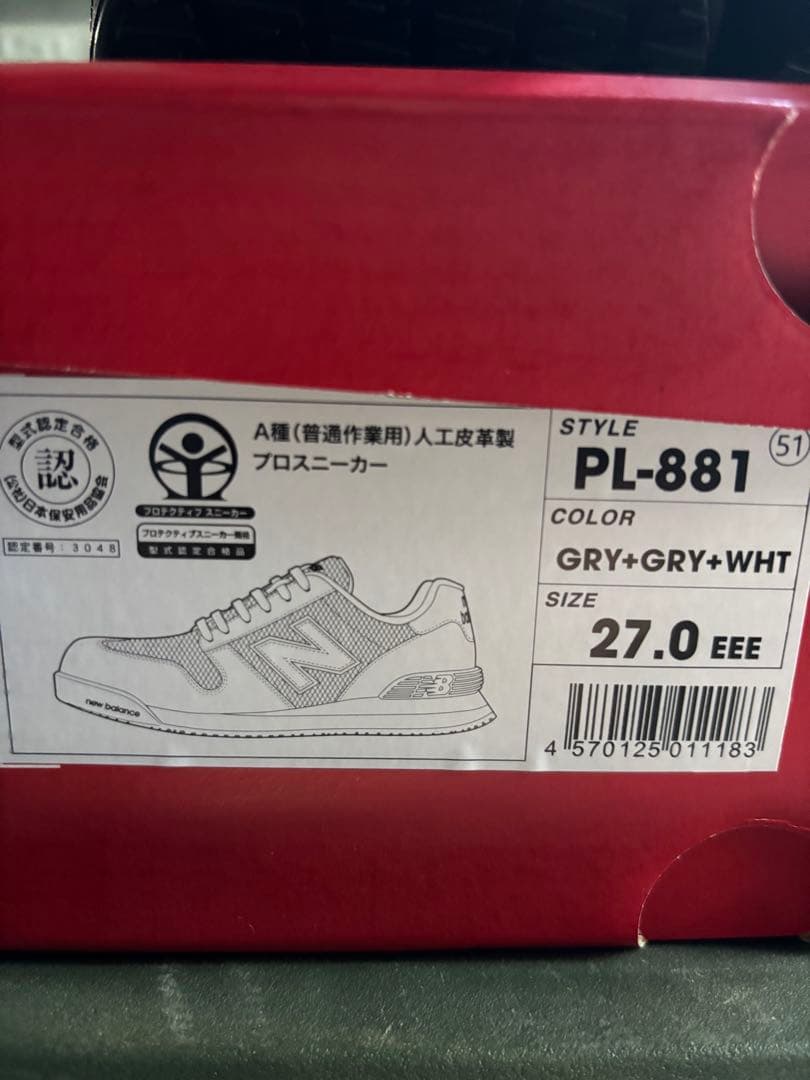 型式認定合格
認
(公社)日本保安用品協会
認定番号：3048
プロテクティブ スニーカー
プロテクティブスニーカー規格
型式認定合格品
A種(普通作業用)人工皮革製
プロスニーカー
STYLE
51
PL-881
COLOR
GRY+GRY+WHT
SIZE
27.0 EEE
N
NB
new balance
4 570125 011183